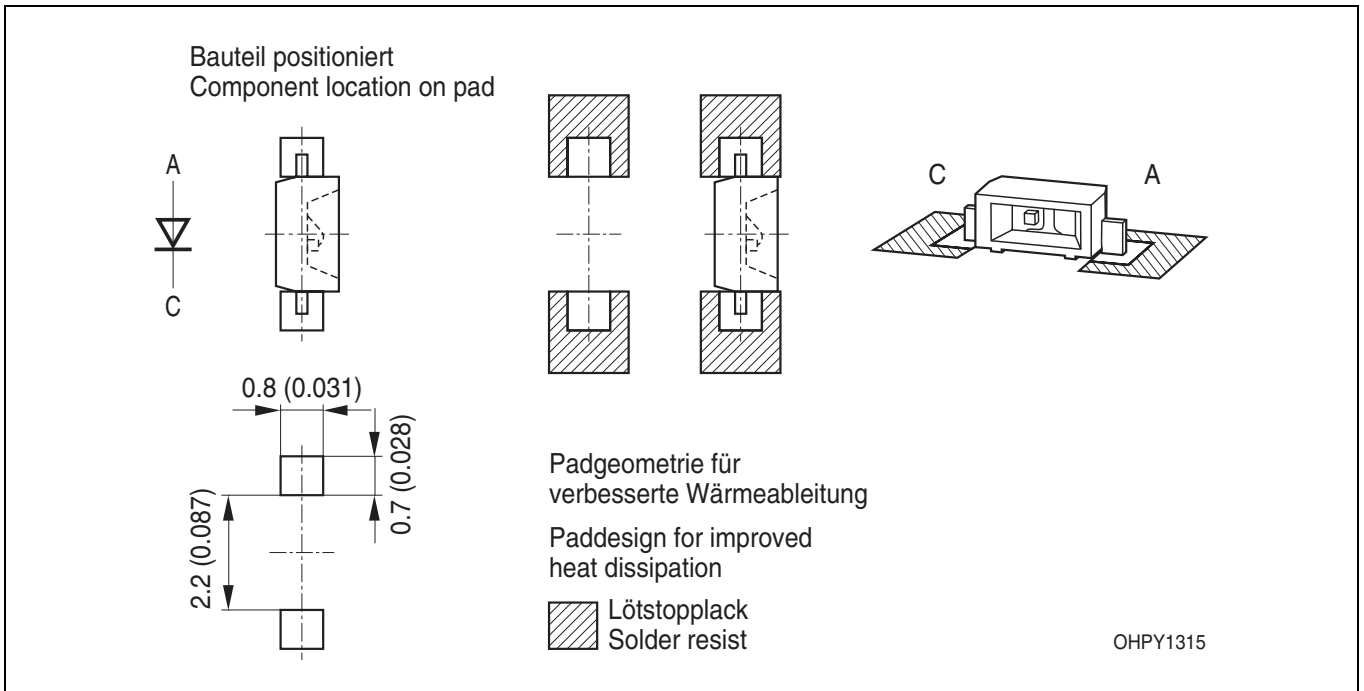 Bauteil positioniert
Component location on pad
A
C
C
A
0.8 (0.031)
0.7 (0.028)
2.2 (0.087)
Padgeometrie für
verbesserte Wärmeableitung
Paddesign for improved
heat dissipation
Lötstopplack
Solder resist
OHPY1315